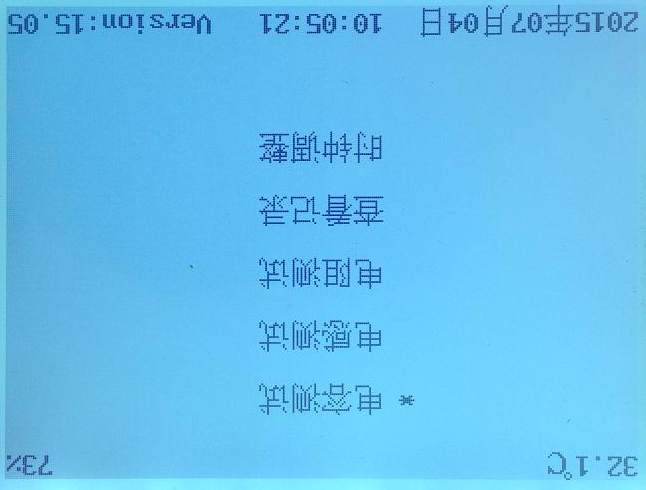 32.1℃ 73%
* 电容测试
电感测试
电阻测试
查看记录
时钟调整
2015年07月04日 10:05:21 Version:15.05